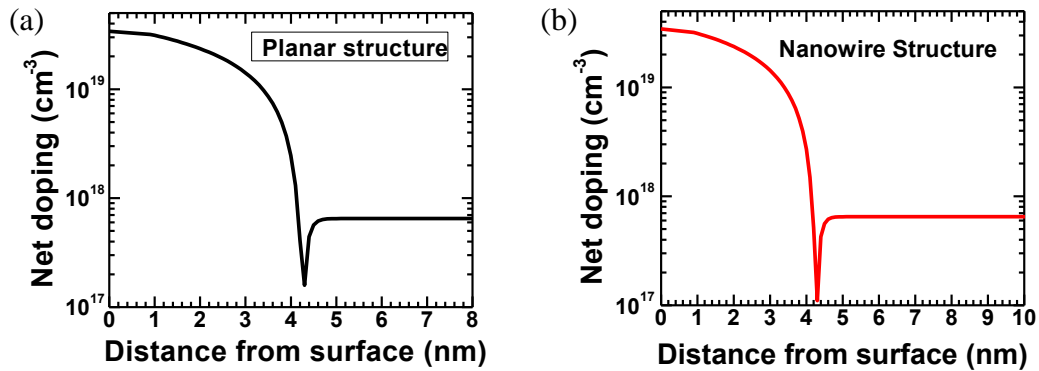 (a)
Planar structure
Net doping (cm-3)
10^19
10^18
10^17
0 1 2 3 4 5 6 7 8
Distance from surface (nm)
(b)
Nanowire Structure
Net doping (cm-3)
10^19
10^18
10^17
0 1 2 3 4 5 6 7 8 9 10
Distance from surface (nm)